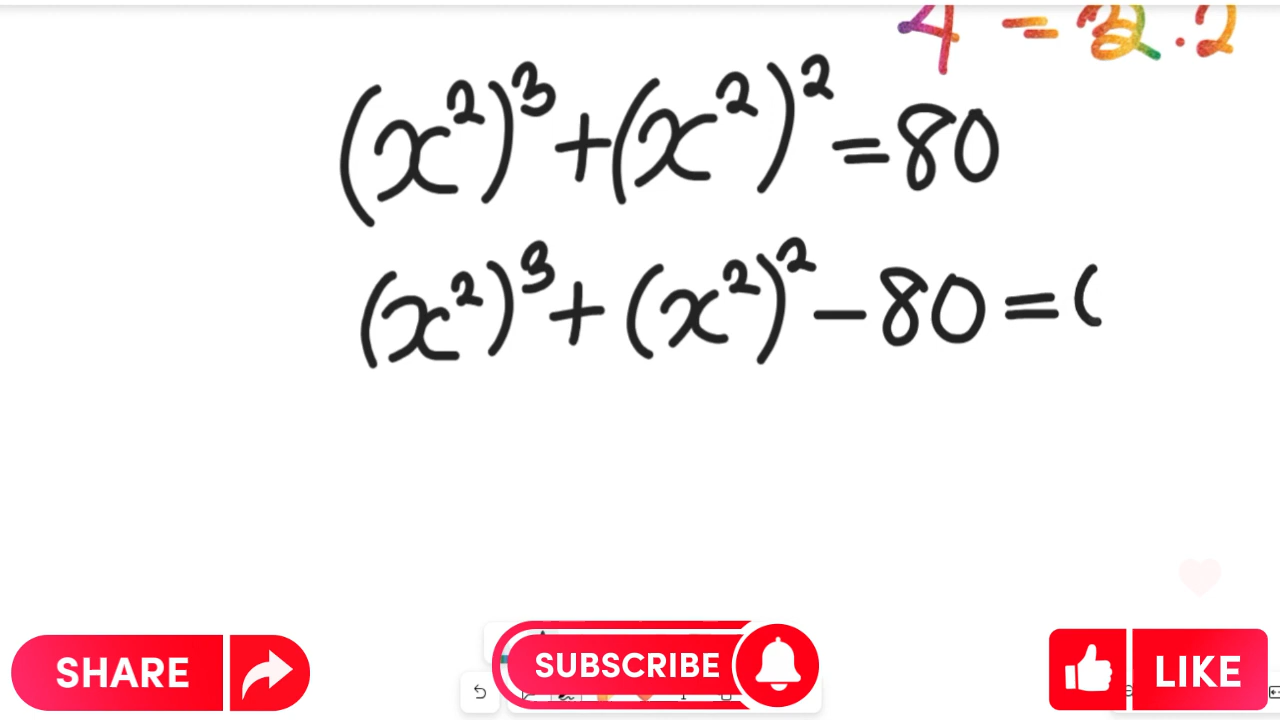 4 = 2 . 2
(x²)³ + (x²)² = 80
(x²)³ + (x²)² - 80 = (
SHARE
SUBSCRIBE
LIKE